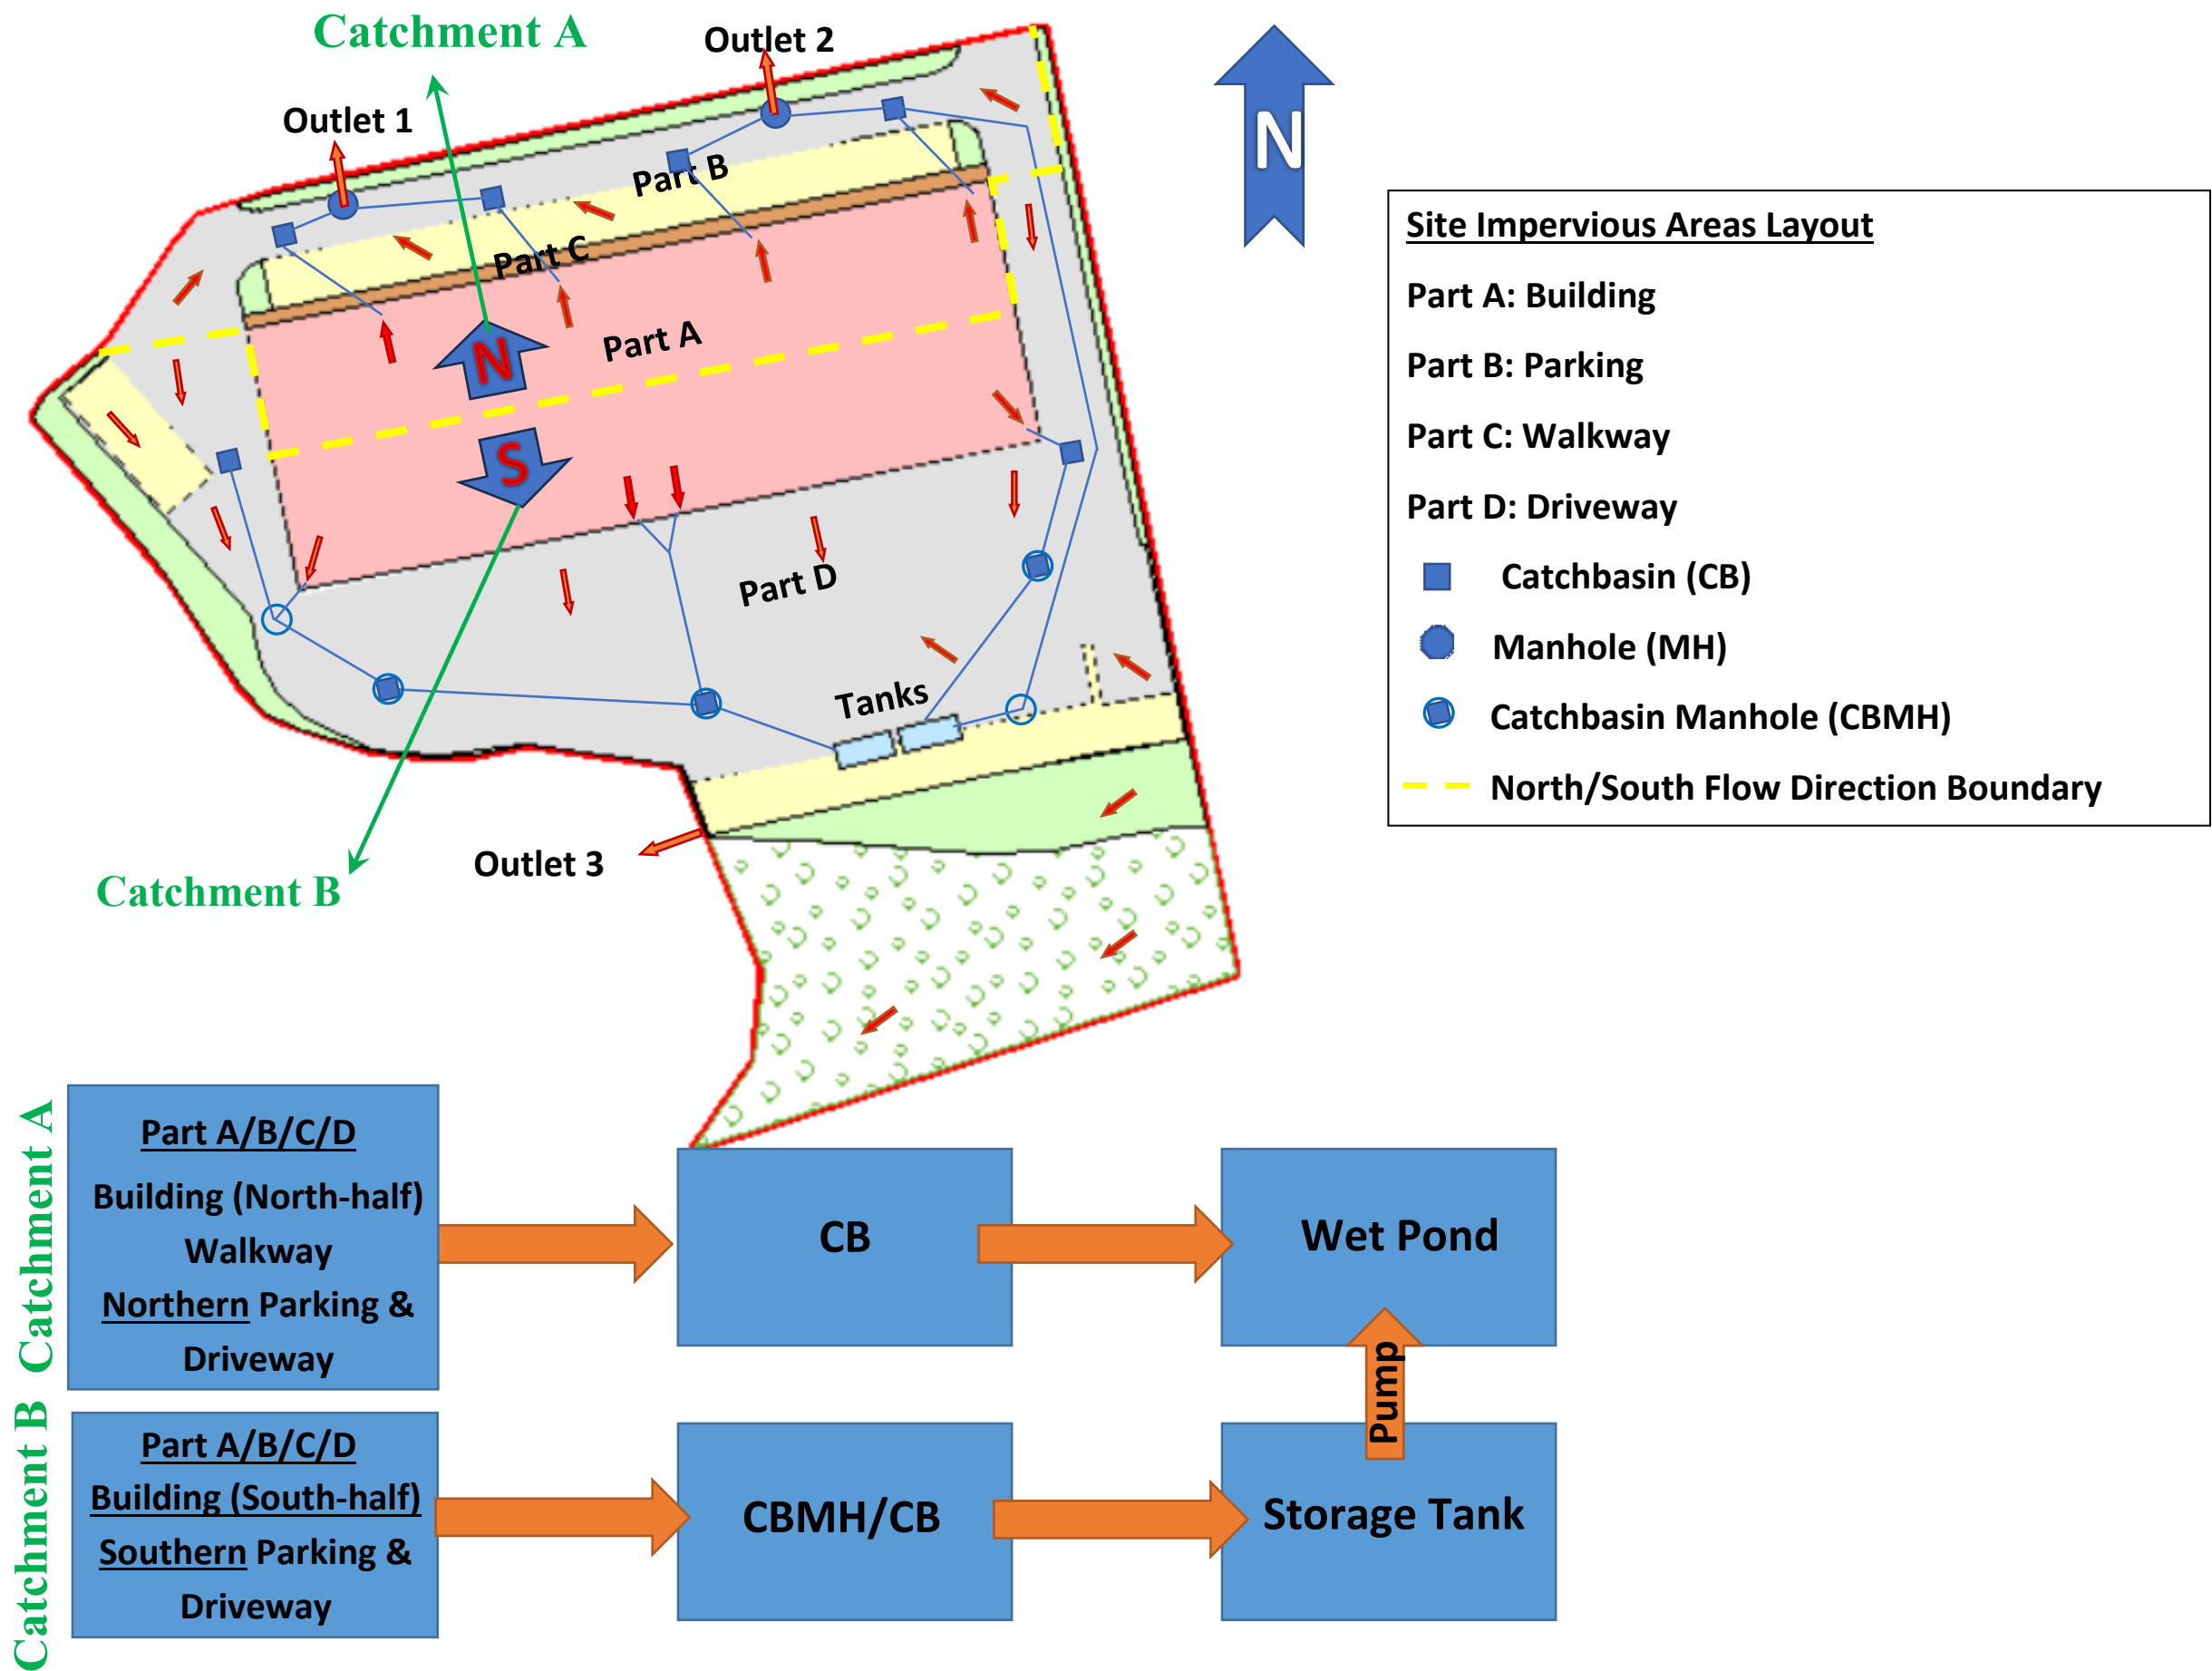 Catchment A
Outlet 2
Outlet 1
N
Part B
Part C
Part A
N
S
Part D
Tanks
Outlet 3
Catchment B
Site Impervious Areas Layout
Part A: Building
Part B: Parking
Part C: Walkway
Part D: Driveway
Catchbasin (CB)
Manhole (MH)
Catchbasin Manhole (CBMH)
North/South Flow Direction Boundary
Catchment A
Part A/B/C/D
Building (North-half)
Walkway
Northern Parking &
Driveway
CB
Wet Pond
Pump
Catchment B
Part A/B/C/D
Building (South-half)
Southern Parking &
Driveway
CBMH/CB
Storage Tank